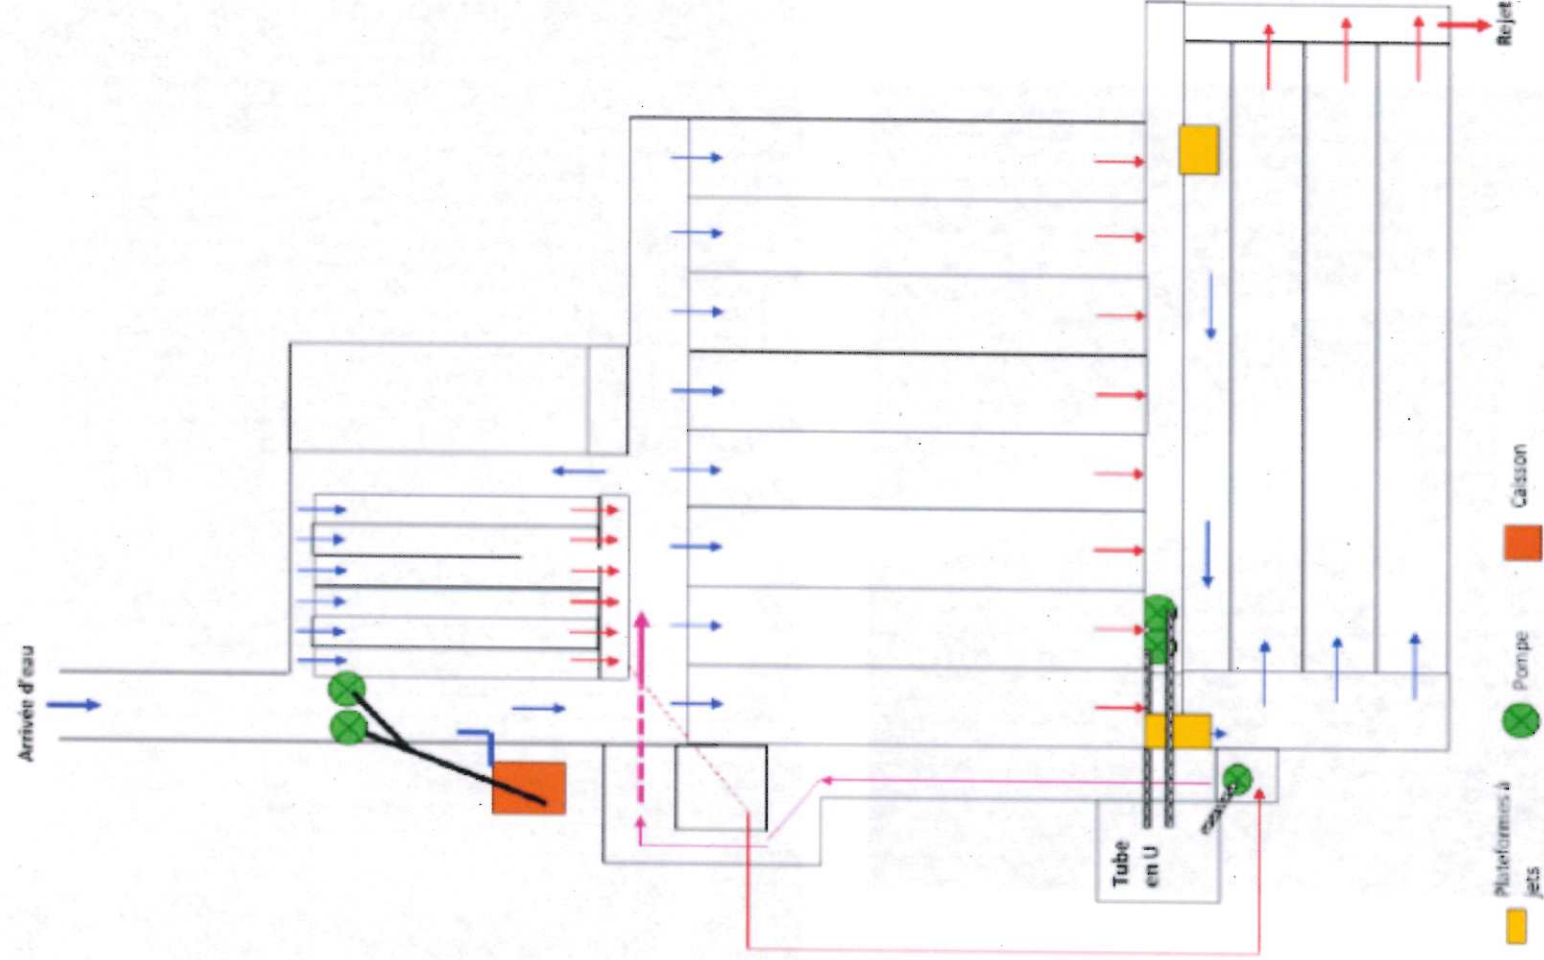 Arrivée d'eau
Rejet
Tube
en U
Plateformes à
jets
Pompe
Caisson